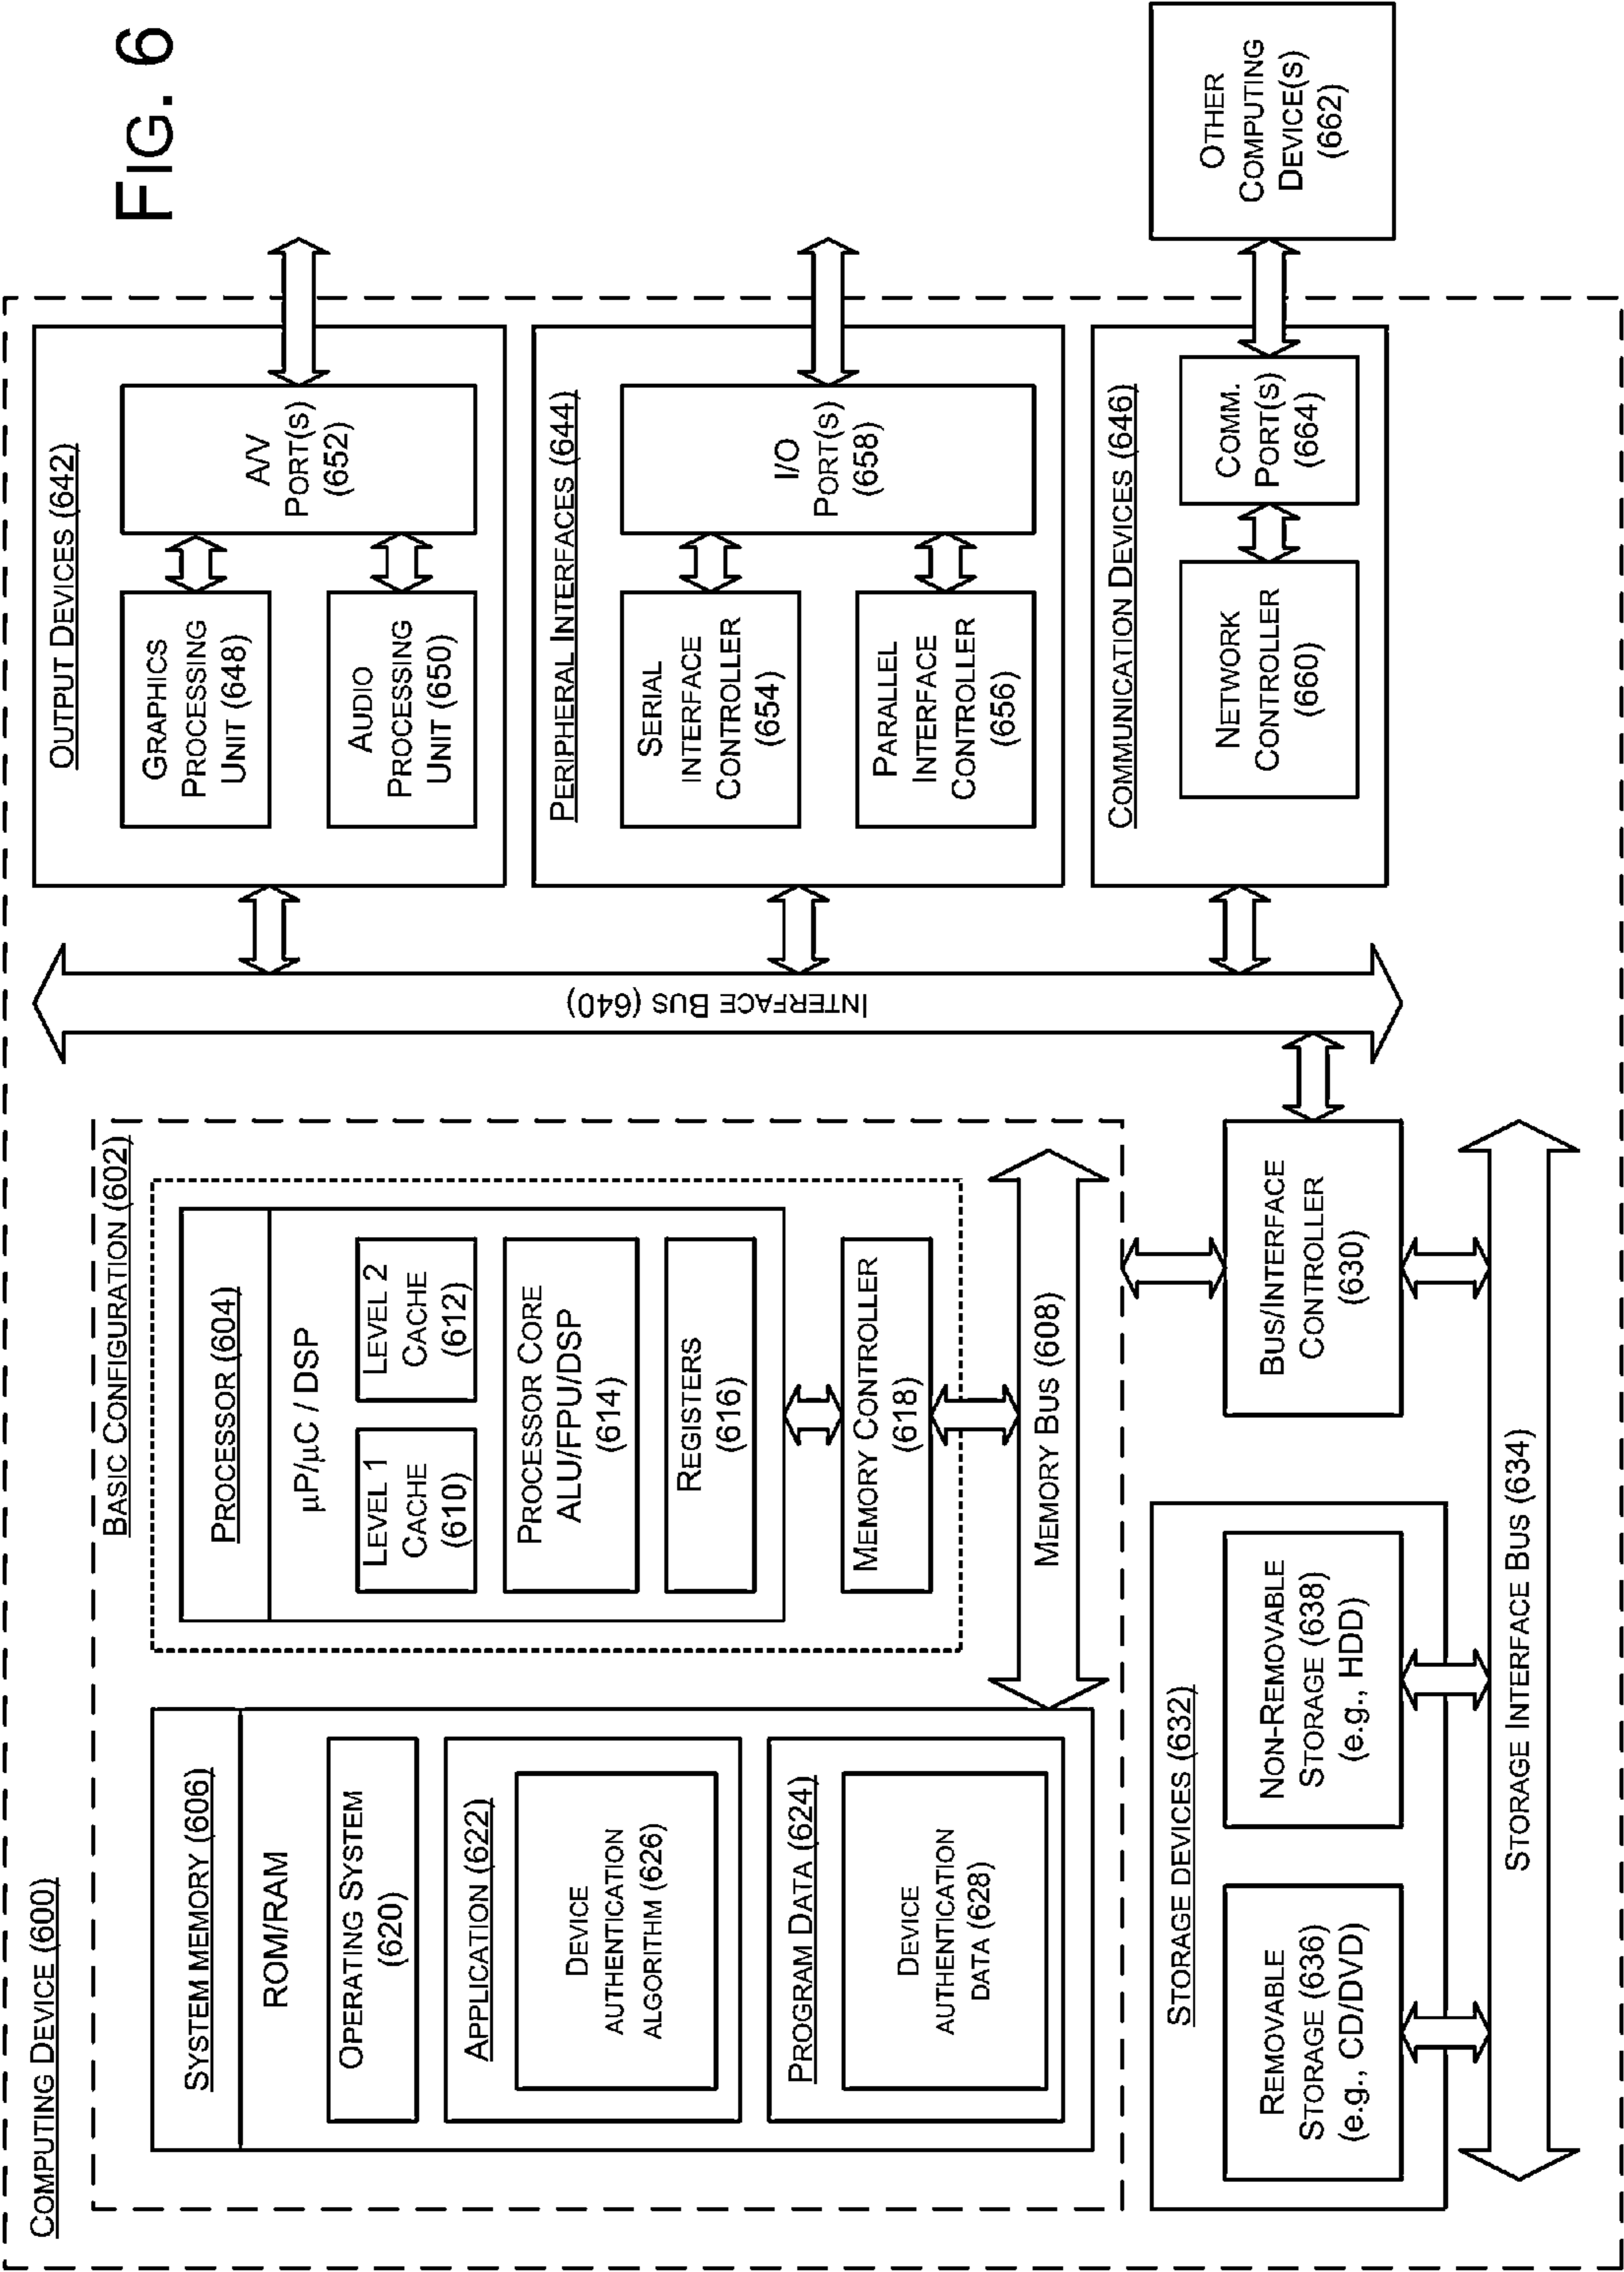 COMPUTING DEVICE (600)
BASIC CONFIGURATION (602)
SYSTEM MEMORY (606)
ROM/RAM
OPERATING SYSTEM
(620)
APPLICATION (622)
DEVICE
AUTHENTICATION
ALGORITHM (626)
PROGRAM DATA (624)
DEVICE
AUTHENTICATION
DATA (628)
PROCESSOR (604)
µP/µC / DSP
LEVEL 1
CACHE
(610)
LEVEL 2
CACHE
(612)
PROCESSOR CORE
ALU/FPU/DSP
(614)
REGISTERS
(616)
MEMORY CONTROLLER
(618)
MEMORY BUS (608)
BUS/INTERFACE
CONTROLLER
(630)
STORAGE DEVICES (632)
REMOVABLE
STORAGE (636)
(e.g., CD/DVD)
NON-REMOVABLE
STORAGE (638)
(e.g., HDD)
STORAGE INTERFACE BUS (634)
INTERFACE BUS (640)
OUTPUT DEVICES (642)
GRAPHICS
PROCESSING
UNIT (648)
AUDIO
PROCESSING
UNIT (650)
A/V
PORT(S)
(652)
PERIPHERAL INTERFACES (644)
SERIAL
INTERFACE
CONTROLLER
(654)
PARALLEL
INTERFACE
CONTROLLER
(656)
I/O
PORT(S)
(658)
COMMUNICATION DEVICES (646)
NETWORK
CONTROLLER
(660)
COMM.
PORT(S)
(664)
OTHER
COMPUTING
DEVICE(S)
(662)
FIG. 6